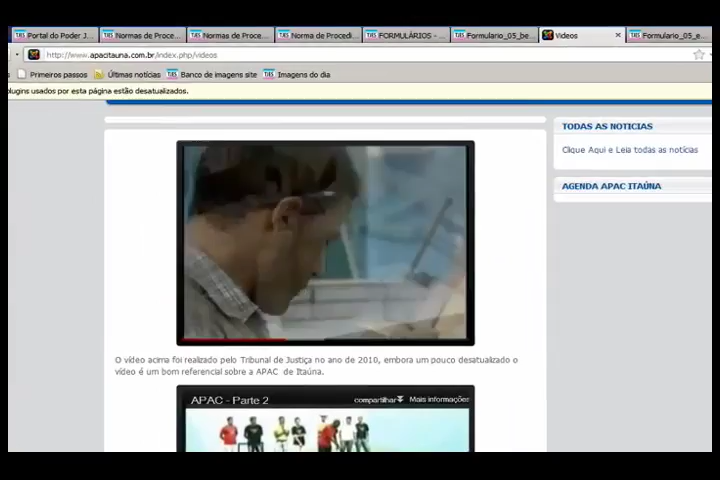 Portal do Poder J
Normas de Proce...
Normas de Proce...
Norma de Procedi...
FORMULÁRIOS - ...
Formulario_05_be...
Videos
Formulario_05_e...
http://www.apacitauna.com.br/index.php/videos
Primeiros passos
Últimas notícias
Banco de imagens site
Imagens do dia
plugins usados por esta página estão desatualizados.
TODAS AS NOTICIAS
Clique Aqui e Leia todas as notícias
AGENDA APAC ITAÚNA
O vídeo acima foi realizado pelo Tribunal de Justiça no ano de 2010, embora um pouco desatualizado o
vídeo é um bom referencial sobre a APAC de Itaúna.
APAC - Parte 2
compartilhar
Mais informações